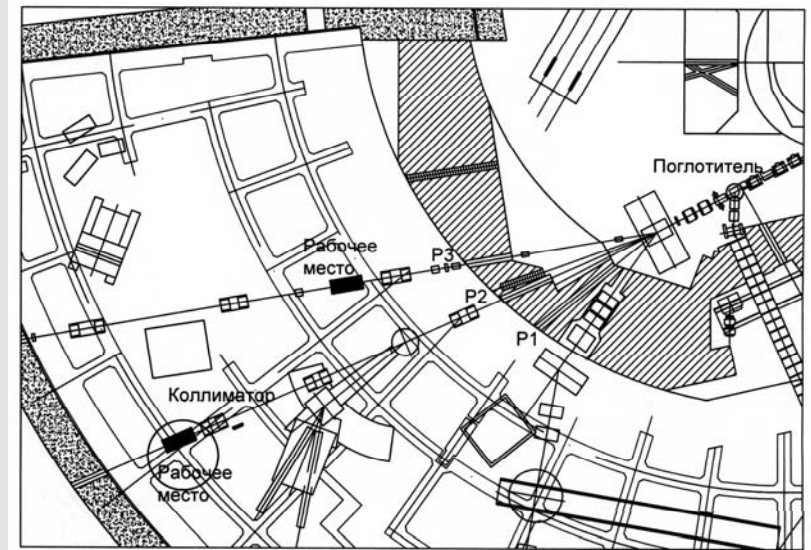 Поглотитель
Рабочее
место
P3
P2
P1
Коллиматор
Рабочее
место